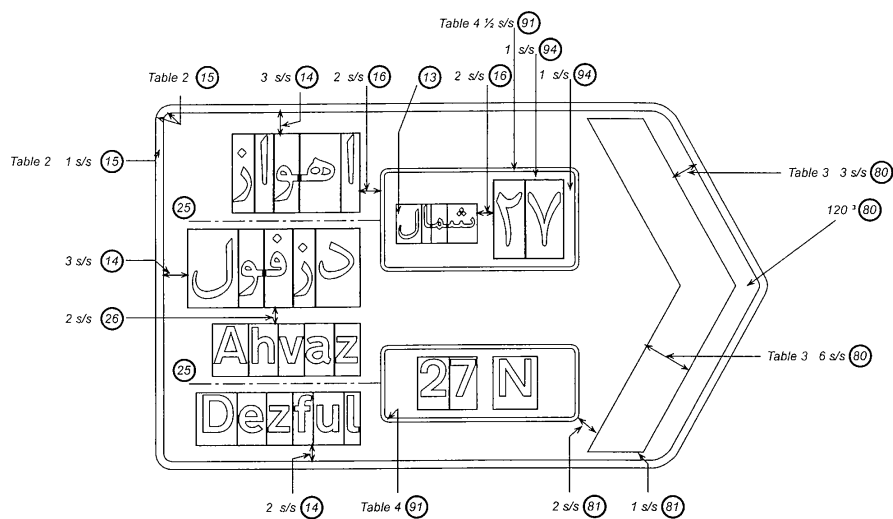 Table 4 ½ s/s 91
1 s/s 94
1 s/s 94
Table 2 15
3 s/s 14
2 s/s 16
13
2 s/s 16
Table 2 1 s/s 15
اهواز
Table 3 3 s/s 80
شمال ۲۷
25
120 ³ 80
دزفول
3 s/s 14
2 s/s 26
Ahvaz
Table 3 6 s/s 80
27 N
25
Dezful
2 s/s 14
Table 4 91
2 s/s 81
1 s/s 81